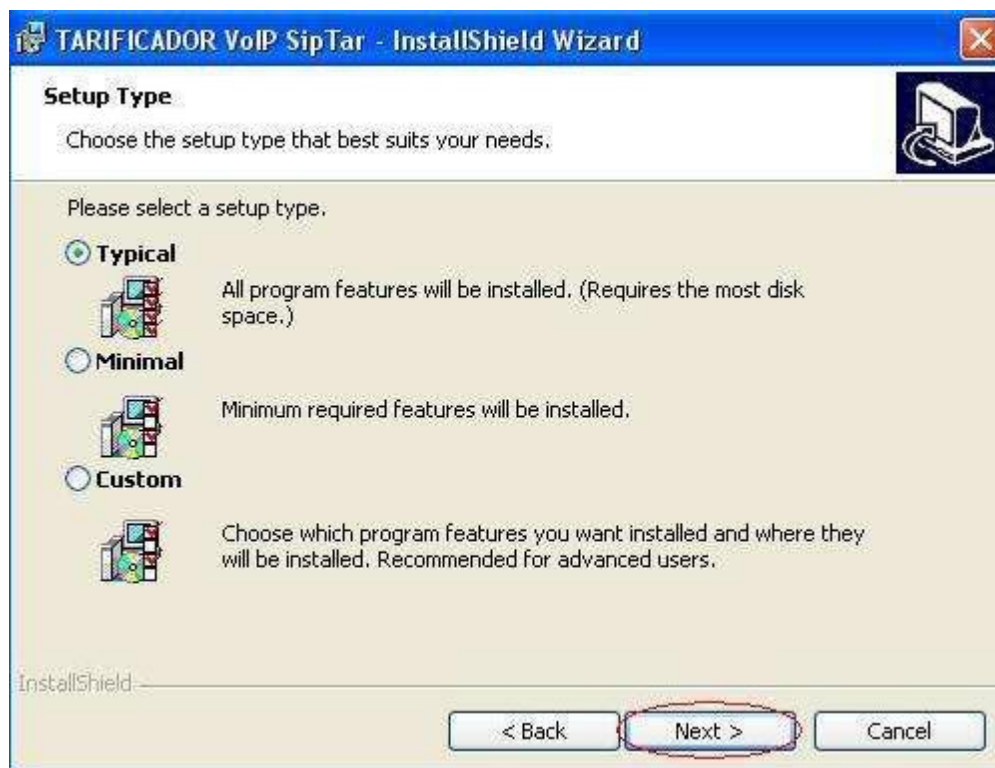 TARIFICADOR VoIP SipTar - InstallShield Wizard
Setup Type
Choose the setup type that best suits your needs.
Please select a setup type.
Typical
All program features will be installed. (Requires the most disk
space.)
Minimal
Minimum required features will be installed.
Custom
Choose which program features you want installed and where they
will be installed. Recommended for advanced users.
InstallShield
< Back
Next >
Cancel